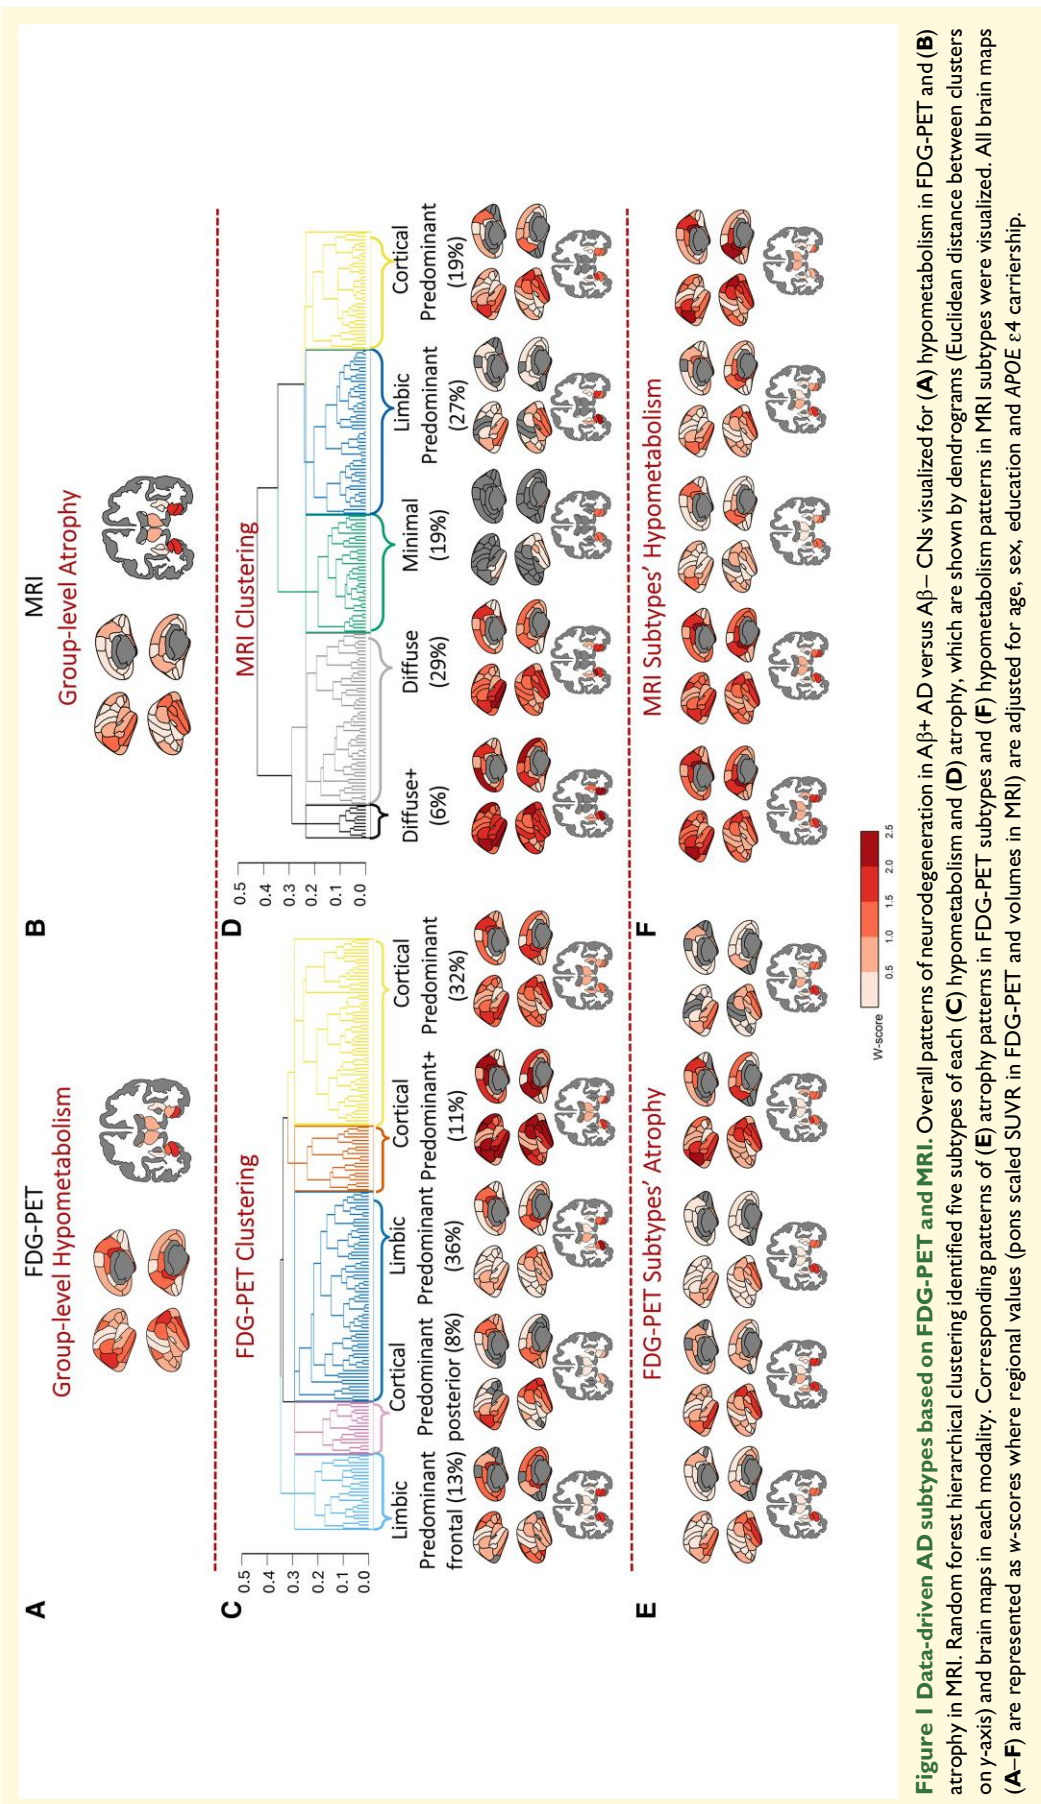 A
FDG-PET
Group-level Hypometabolism
B
MRI
Group-level Atrophy
C
FDG-PET Clustering
0.5
0.4
0.3
0.2
0.1
0.0
Limbic
Predominant
frontal (13%)
Cortical
Predominant
posterior (8%)
Limbic
Predominant
(36%)
Cortical
Predominant+
(11%)
Cortical
Predominant
(32%)
D
MRI Clustering
0.5
0.4
0.3
0.2
0.1
0.0
Diffuse+
(6%)
Diffuse
(29%)
Minimal
(19%)
Limbic
Predominant
(27%)
Cortical
Predominant
(19%)
E
FDG-PET Subtypes’ Atrophy
F
MRI Subtypes’ Hypometabolism
W-score
0.5
1.0
1.5
2.0
2.5
Figure 1 Data-driven AD subtypes based on FDG-PET and MRI. Overall patterns of neurodegeneration in Aβ+ AD versus Aβ− CNs visualized for (A) hypometabolism in FDG-PET and (B)
atrophy in MRI. Random forest hierarchical clustering identified five subtypes of each (C) hypometabolism and (D) atrophy, which are shown by dendrograms (Euclidean distance between clusters
on y-axis) and brain maps in each modality. Corresponding patterns of (E) atrophy patterns in FDG-PET subtypes and (F) hypometabolism patterns in MRI subtypes were visualized. All brain maps
(A–F) are represented as w-scores where regional values (pons scaled SUVR in FDG-PET and volumes in MRI) are adjusted for age, sex, education and APOE ε4 carriership.